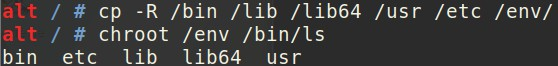 alt / # cp -R /bin /lib /lib64 /usr /etc /env/
alt / # chroot /env /bin/ls
bin  etc  lib  lib64  usr